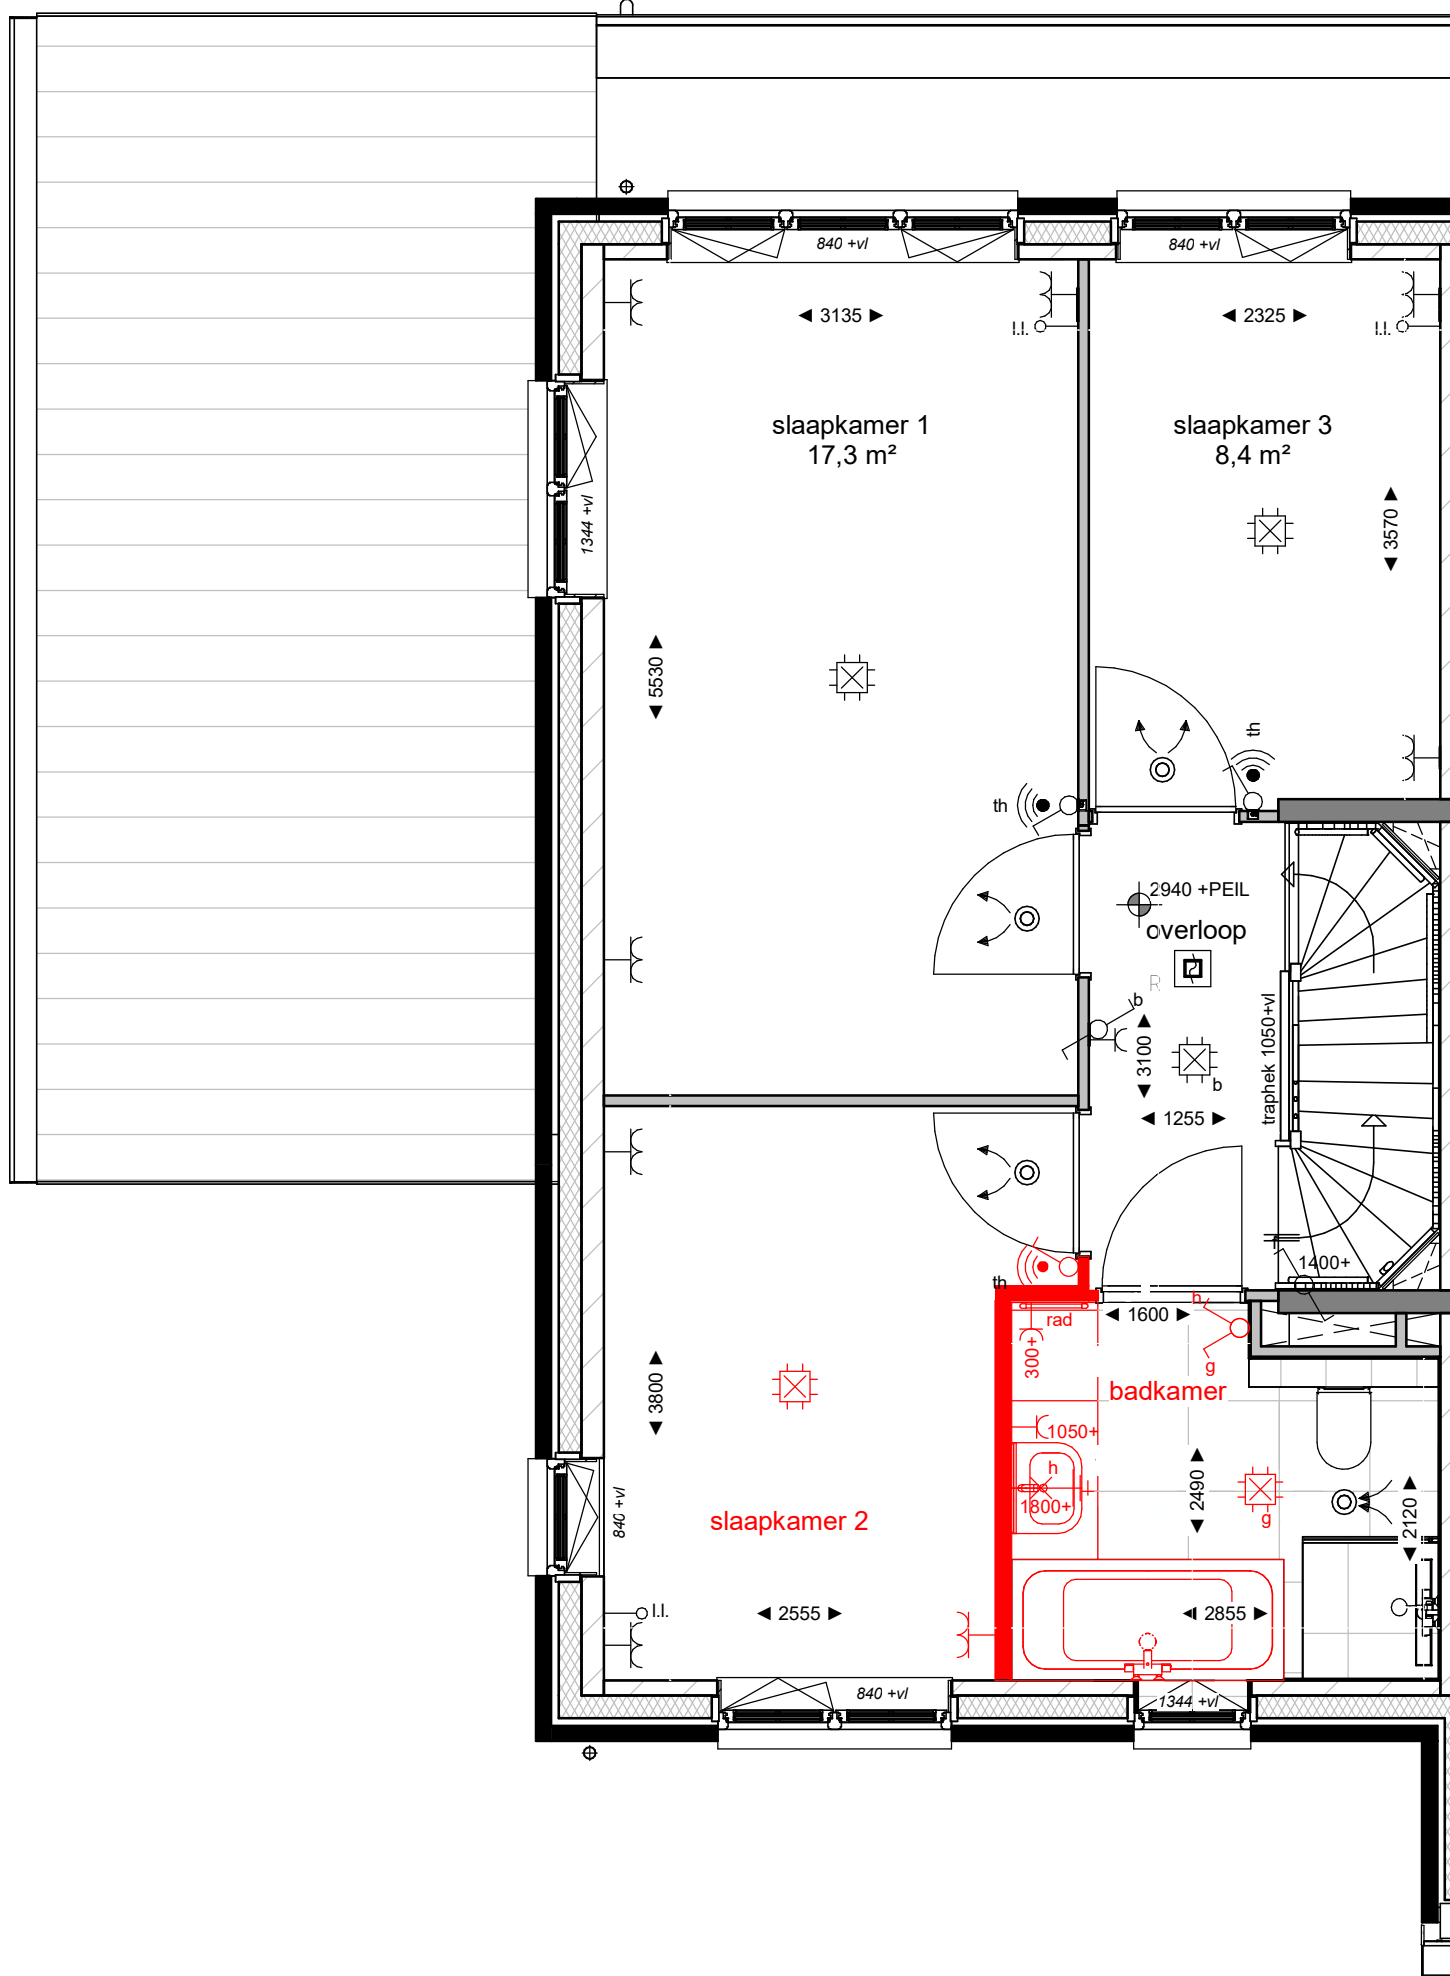 840 +vl
840 +vl
3135
2325
l.l.
l.l.
slaapkamer 1
17,3 m²
slaapkamer 3
8,4 m²
1344 +vl
3570
5530
th
th
2940 +PEIL
overloop
R
b
3100
b
1255
traphek 1050+vl
1400+
th
rad
300+
1600
h
g
badkamer
3800
1050+
h
1800+
2490
g
2120
840 +vl
slaapkamer 2
l.l.
2555
2855
840 +vl
1344 +vl